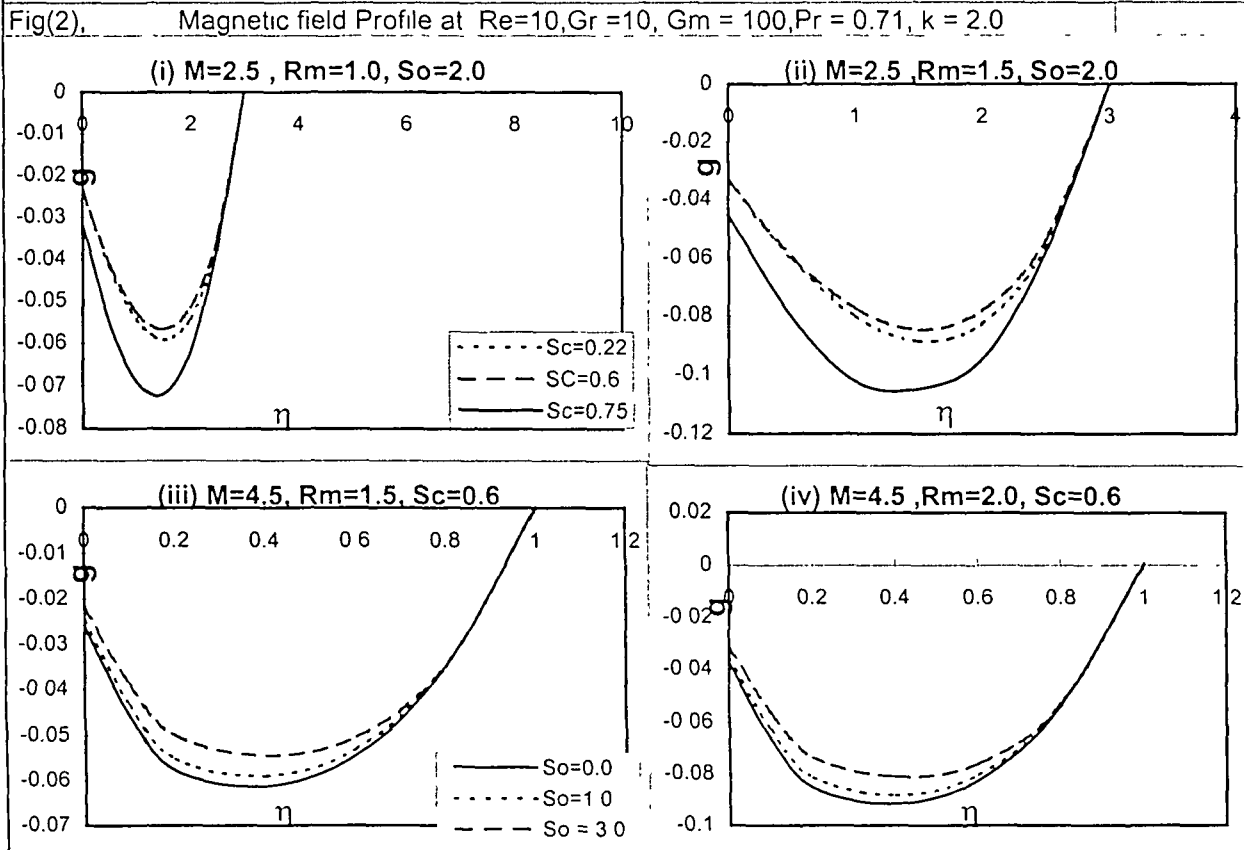 Fig(2), Magnetic field Profile at Re=10,Gr =10, Gm = 100,Pr = 0.71, k = 2.0
(i) M=2.5 , Rm=1.0, So=2.0
0
-0.01
-0.02
-0.03
-0.04
-0.05
-0.06
-0 07
-0.08
0 2 4 6 8 10
g
η
Sc=0.22
SC=0.6
Sc=0.75
(ii) M=2.5 ,Rm=1.5, So=2.0
0
-0.02
-0.04
-0 06
-0.08
-0.1
-0.12
0 1 2 3 4
g
η
(iii) M=4.5, Rm=1.5, Sc=0.6
0
-0.01
-0.02
-0.03
-0 04
-0.05
-0.06
-0.07
0 0.2 0.4 0 6 0.8 1 1 2
g
η
So=0.0
So=1 0
So = 3 0
(iv) M=4.5 ,Rm=2.0, Sc=0.6
0.02
0
-0 02
-0 04
-0 06
-0.08
-0.1
0 0.2 0.4 0.6 0.8 1 1 2
g
η